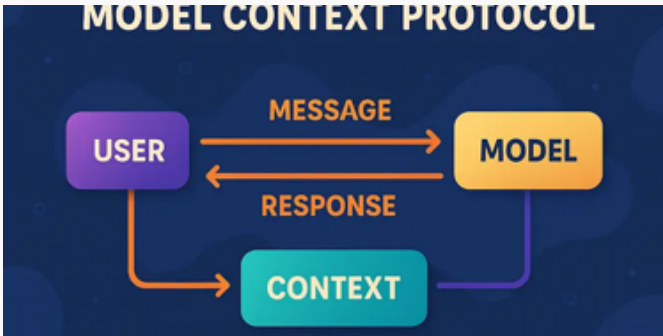 MODEL CONTEXT PROTOCOL
MESSAGE
USER
MODEL
RESPONSE
CONTEXT